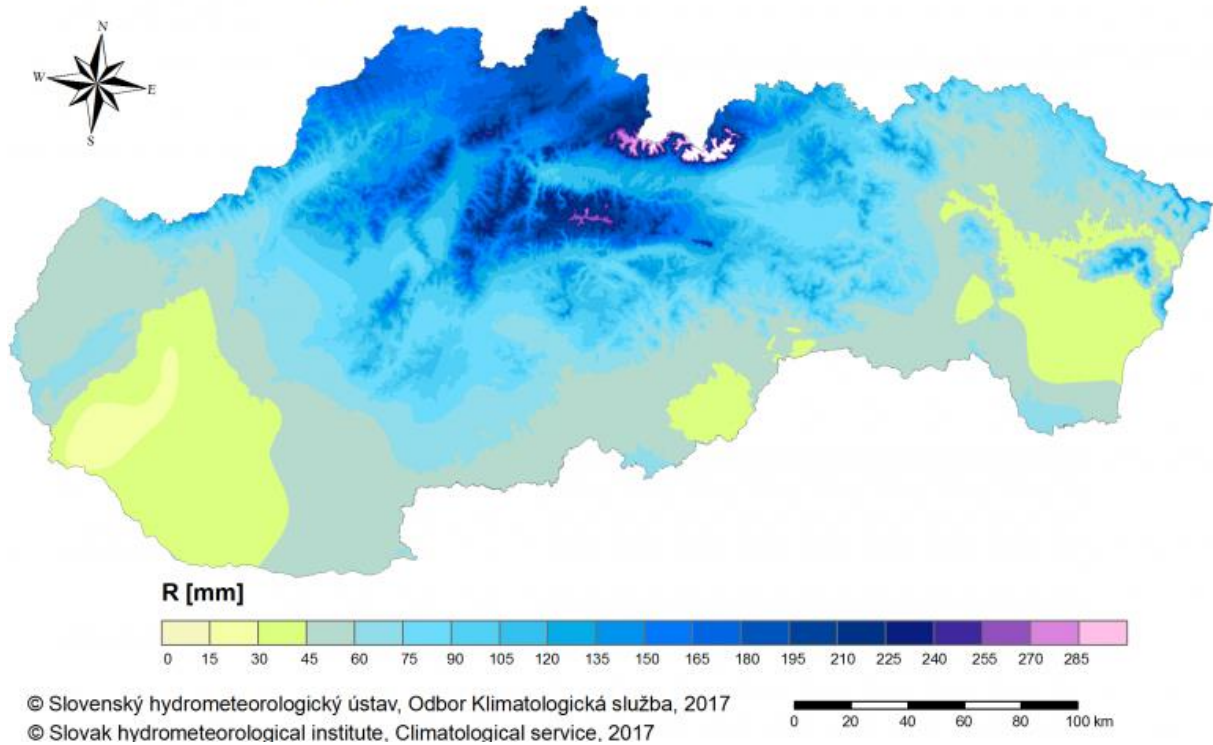 N
W E
S
R [mm]
0 15 30 45 60 75 90 105 120 135 150 165 180 195 210 225 240 255 270 285
© Slovenský hydrometeorologický ústav, Odbor Klimatologická služba, 2017
0 20 40 60 80 100 km
© Slovak hydrometeorological institute, Climatological service, 2017